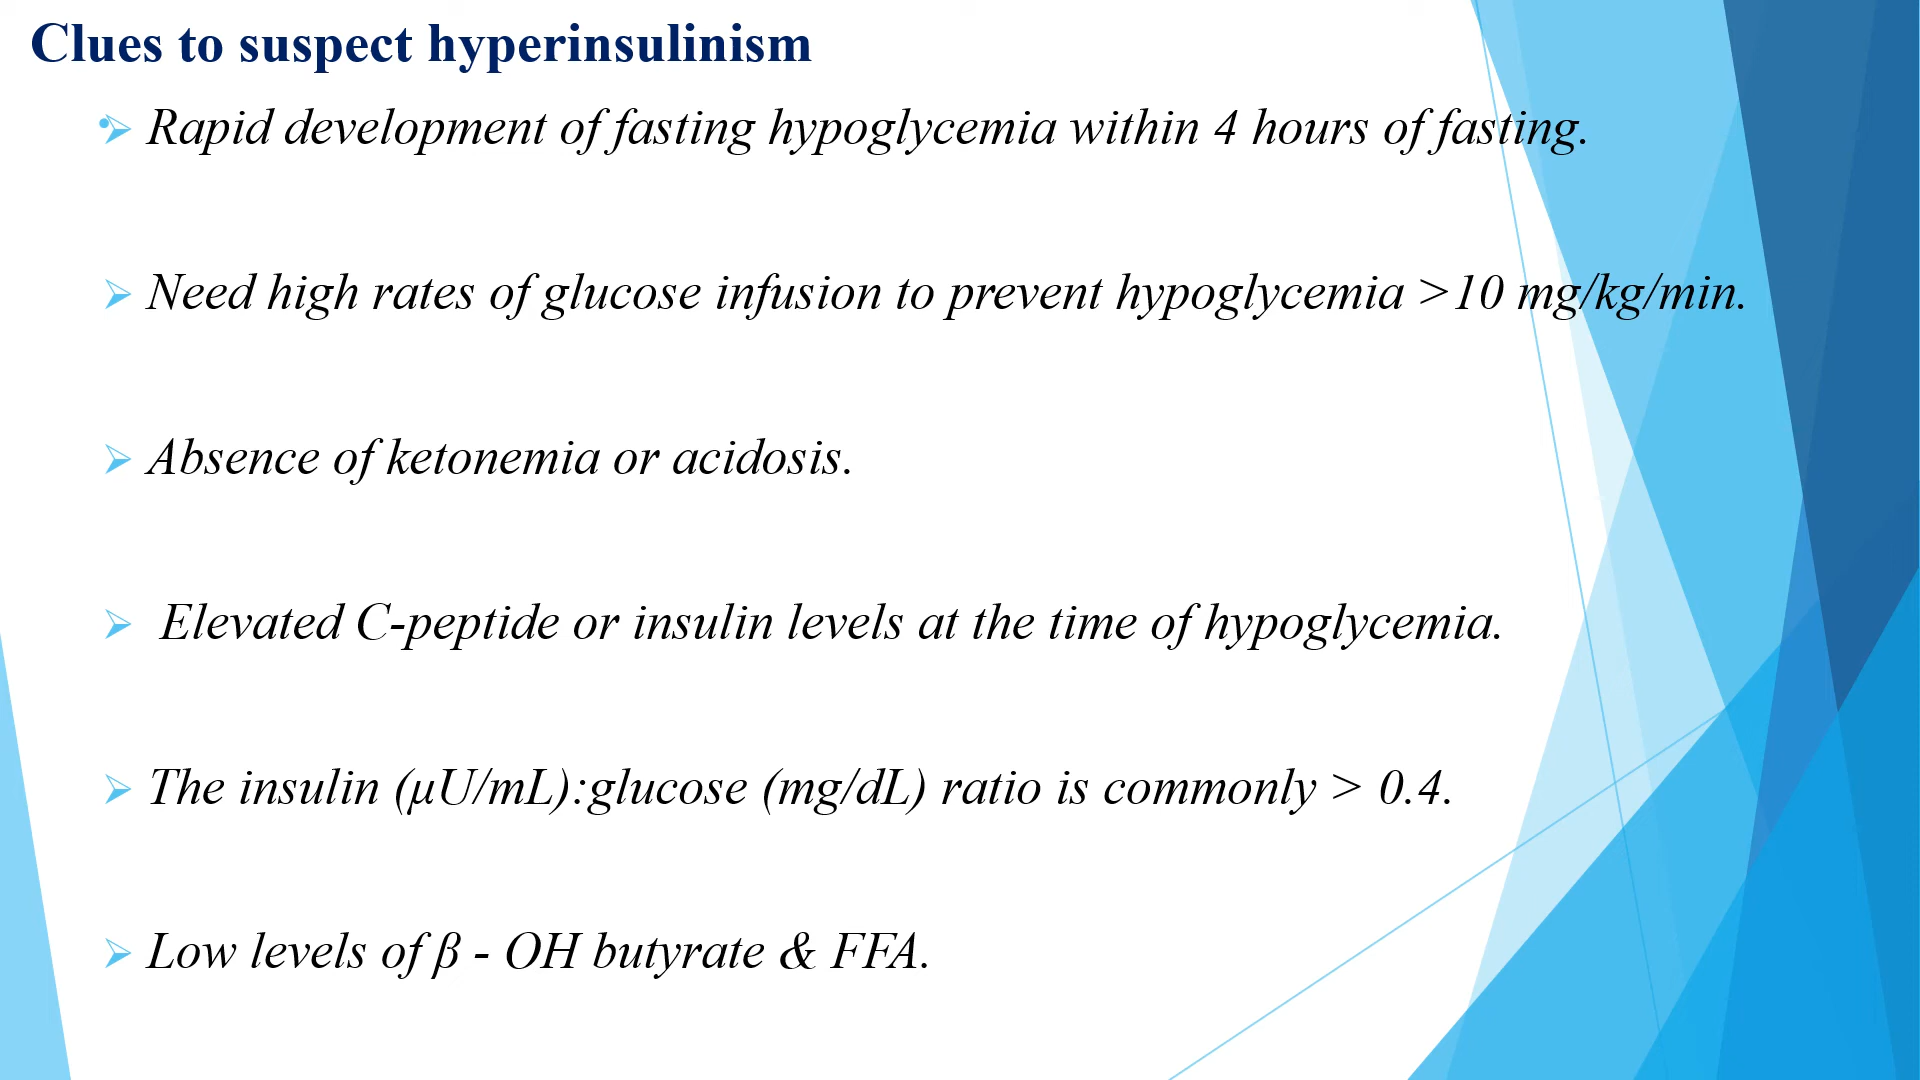 Clues to suspect hyperinsulinism
➢ Rapid development of fasting hypoglycemia within 4 hours of fasting.
➢ Need high rates of glucose infusion to prevent hypoglycemia >10 mg/kg/min.
➢ Absence of ketonemia or acidosis.
➢ Elevated C-peptide or insulin levels at the time of hypoglycemia.
➢ The insulin (μU/mL):glucose (mg/dL) ratio is commonly > 0.4.
➢ Low levels of β - OH butyrate & FFA.